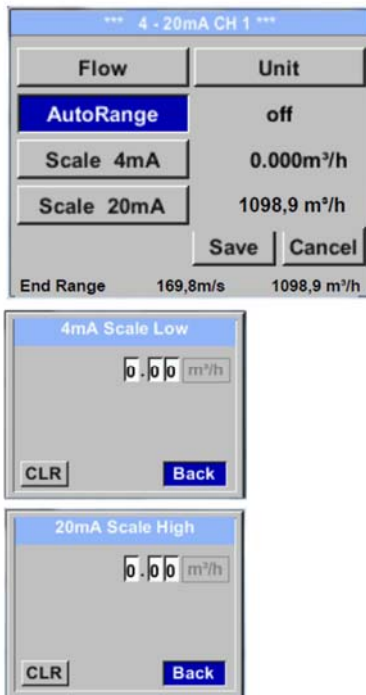 *** 4 - 20mA CH 1 ***
Flow Unit
AutoRange off
Scale 4mA 0.000m³/h
Scale 20mA 1098,9 m³/h
Save Cancel
End Range 169,8m/s 1098,9 m³/h
4mA Scale Low
0.00 m³/h
CLR Back
20mA Scale High
0.00 m³/h
CLR Back